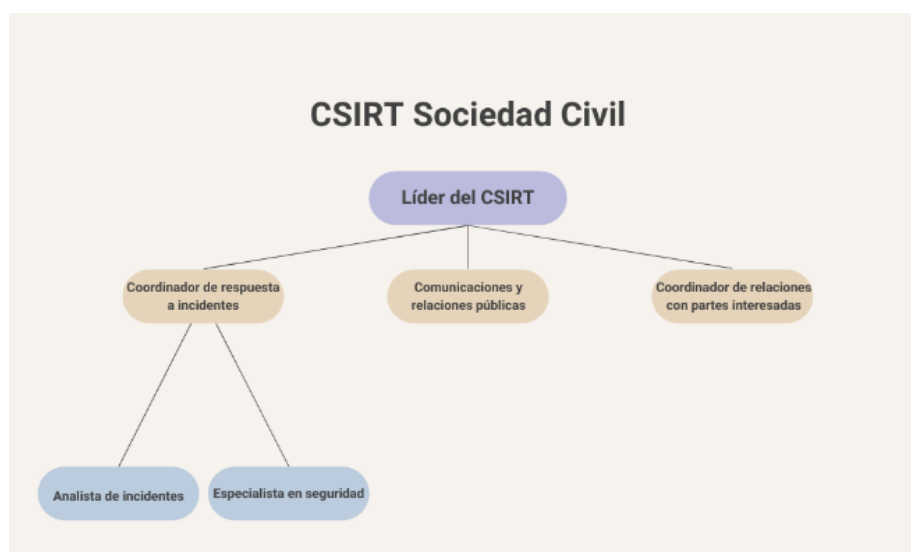 CSIRT Sociedad Civil
Líder del CSIRT
Coordinador de respuesta
a incidentes
Comunicaciones y
relaciones públicas
Coordinador de relaciones
con partes interesadas
Analista de incidentes
Especialista en seguridad